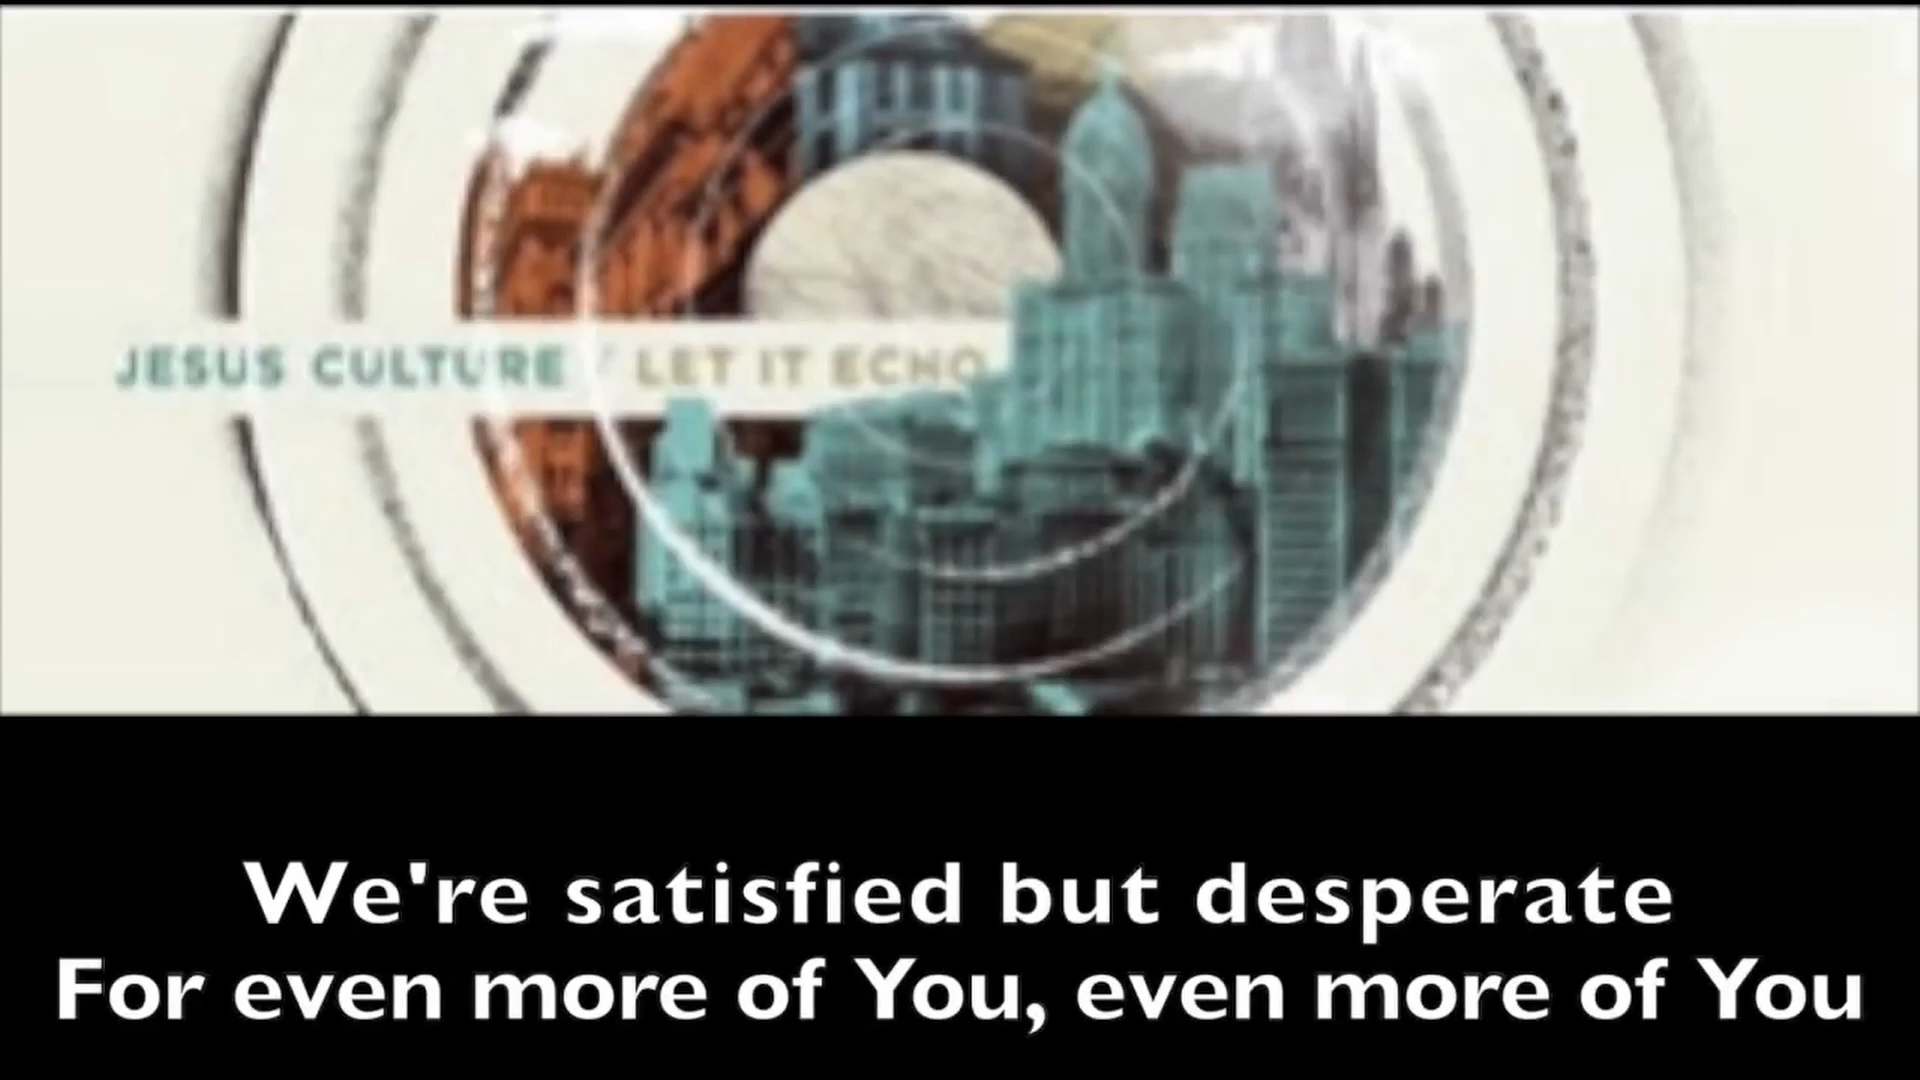 JESUS CULTURE / LET IT ECHO
We're satisfied but desperate
For even more of You, even more of You